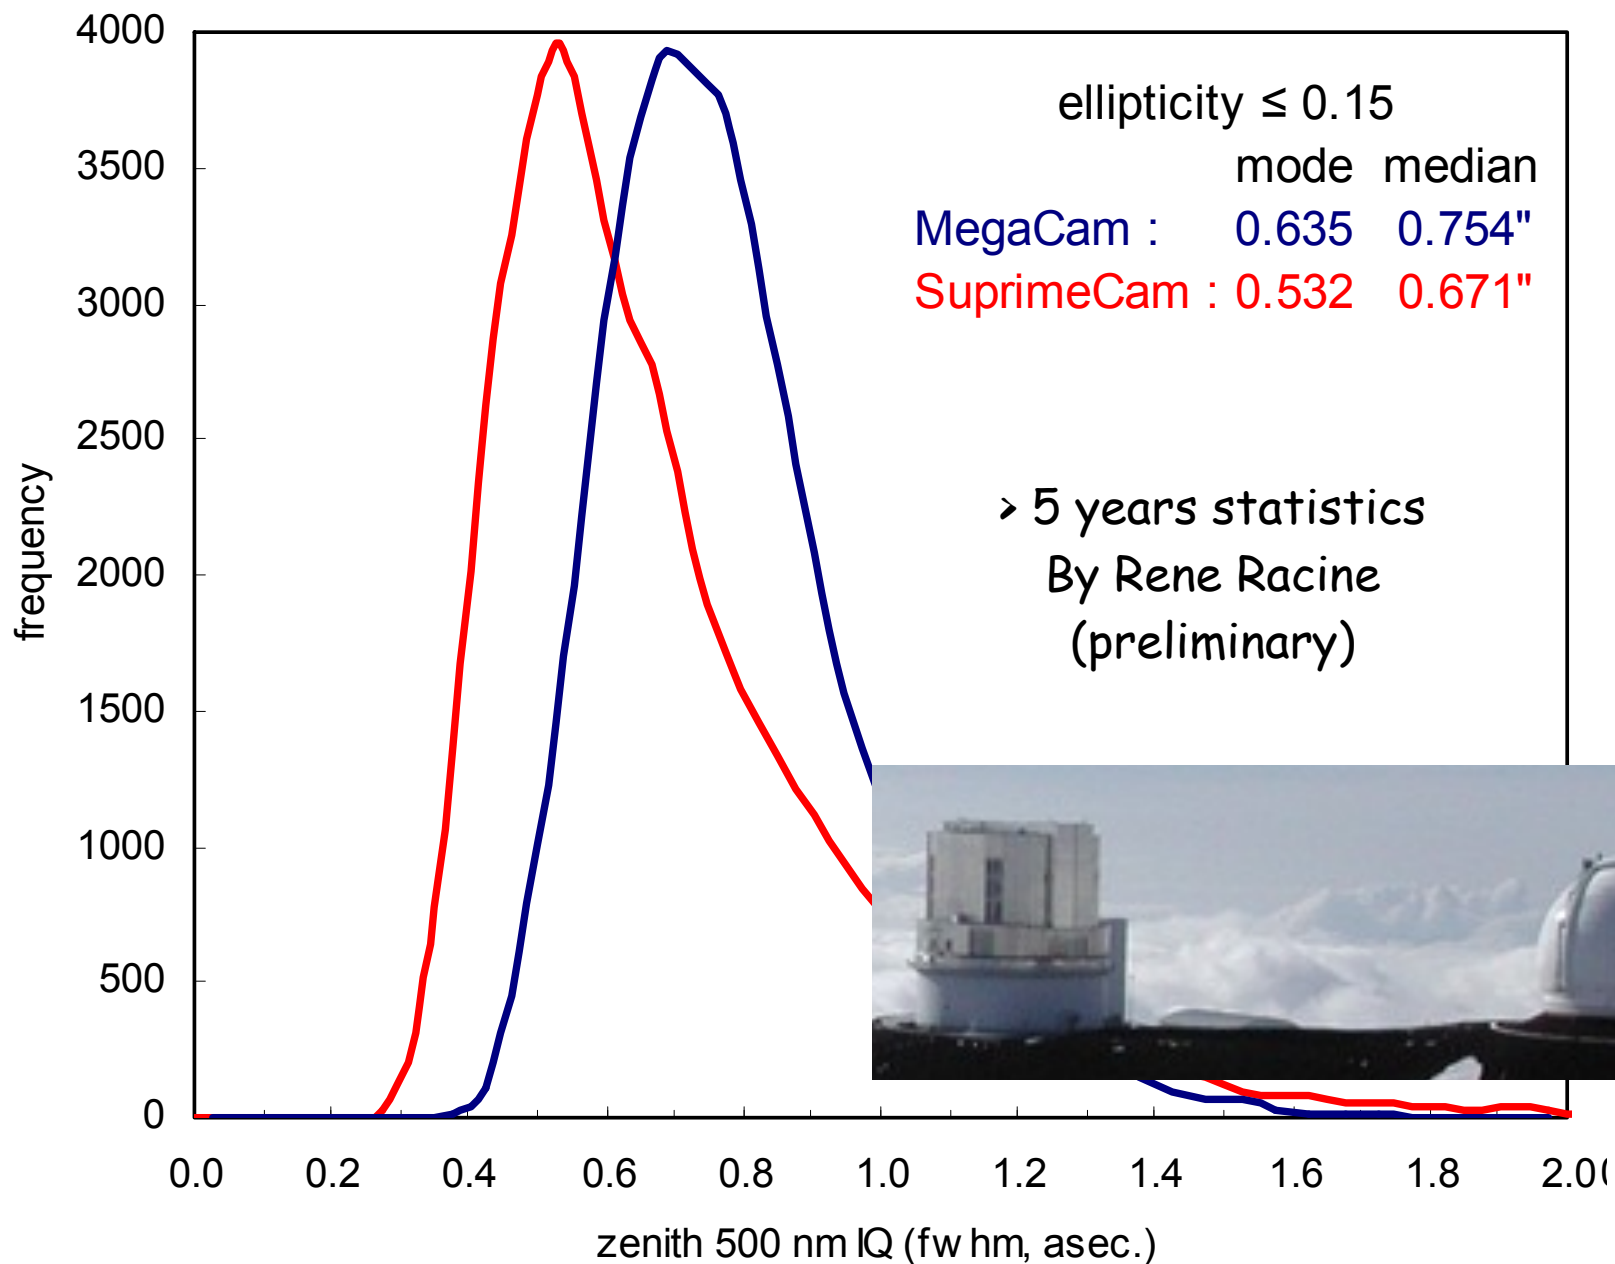 4000
3500
3000
2500
2000
1500
1000
500
0
frequency
ellipticity ≤ 0.15
mode median
MegaCam : 0.635 0.754"
SuprimeCam : 0.532 0.671"
> 5 years statistics
By Rene Racine
(preliminary)
0.0 0.2 0.4 0.6 0.8 1.0 1.2 1.4 1.6 1.8 2.00
zenith 500 nm IQ (fw hm, asec.)